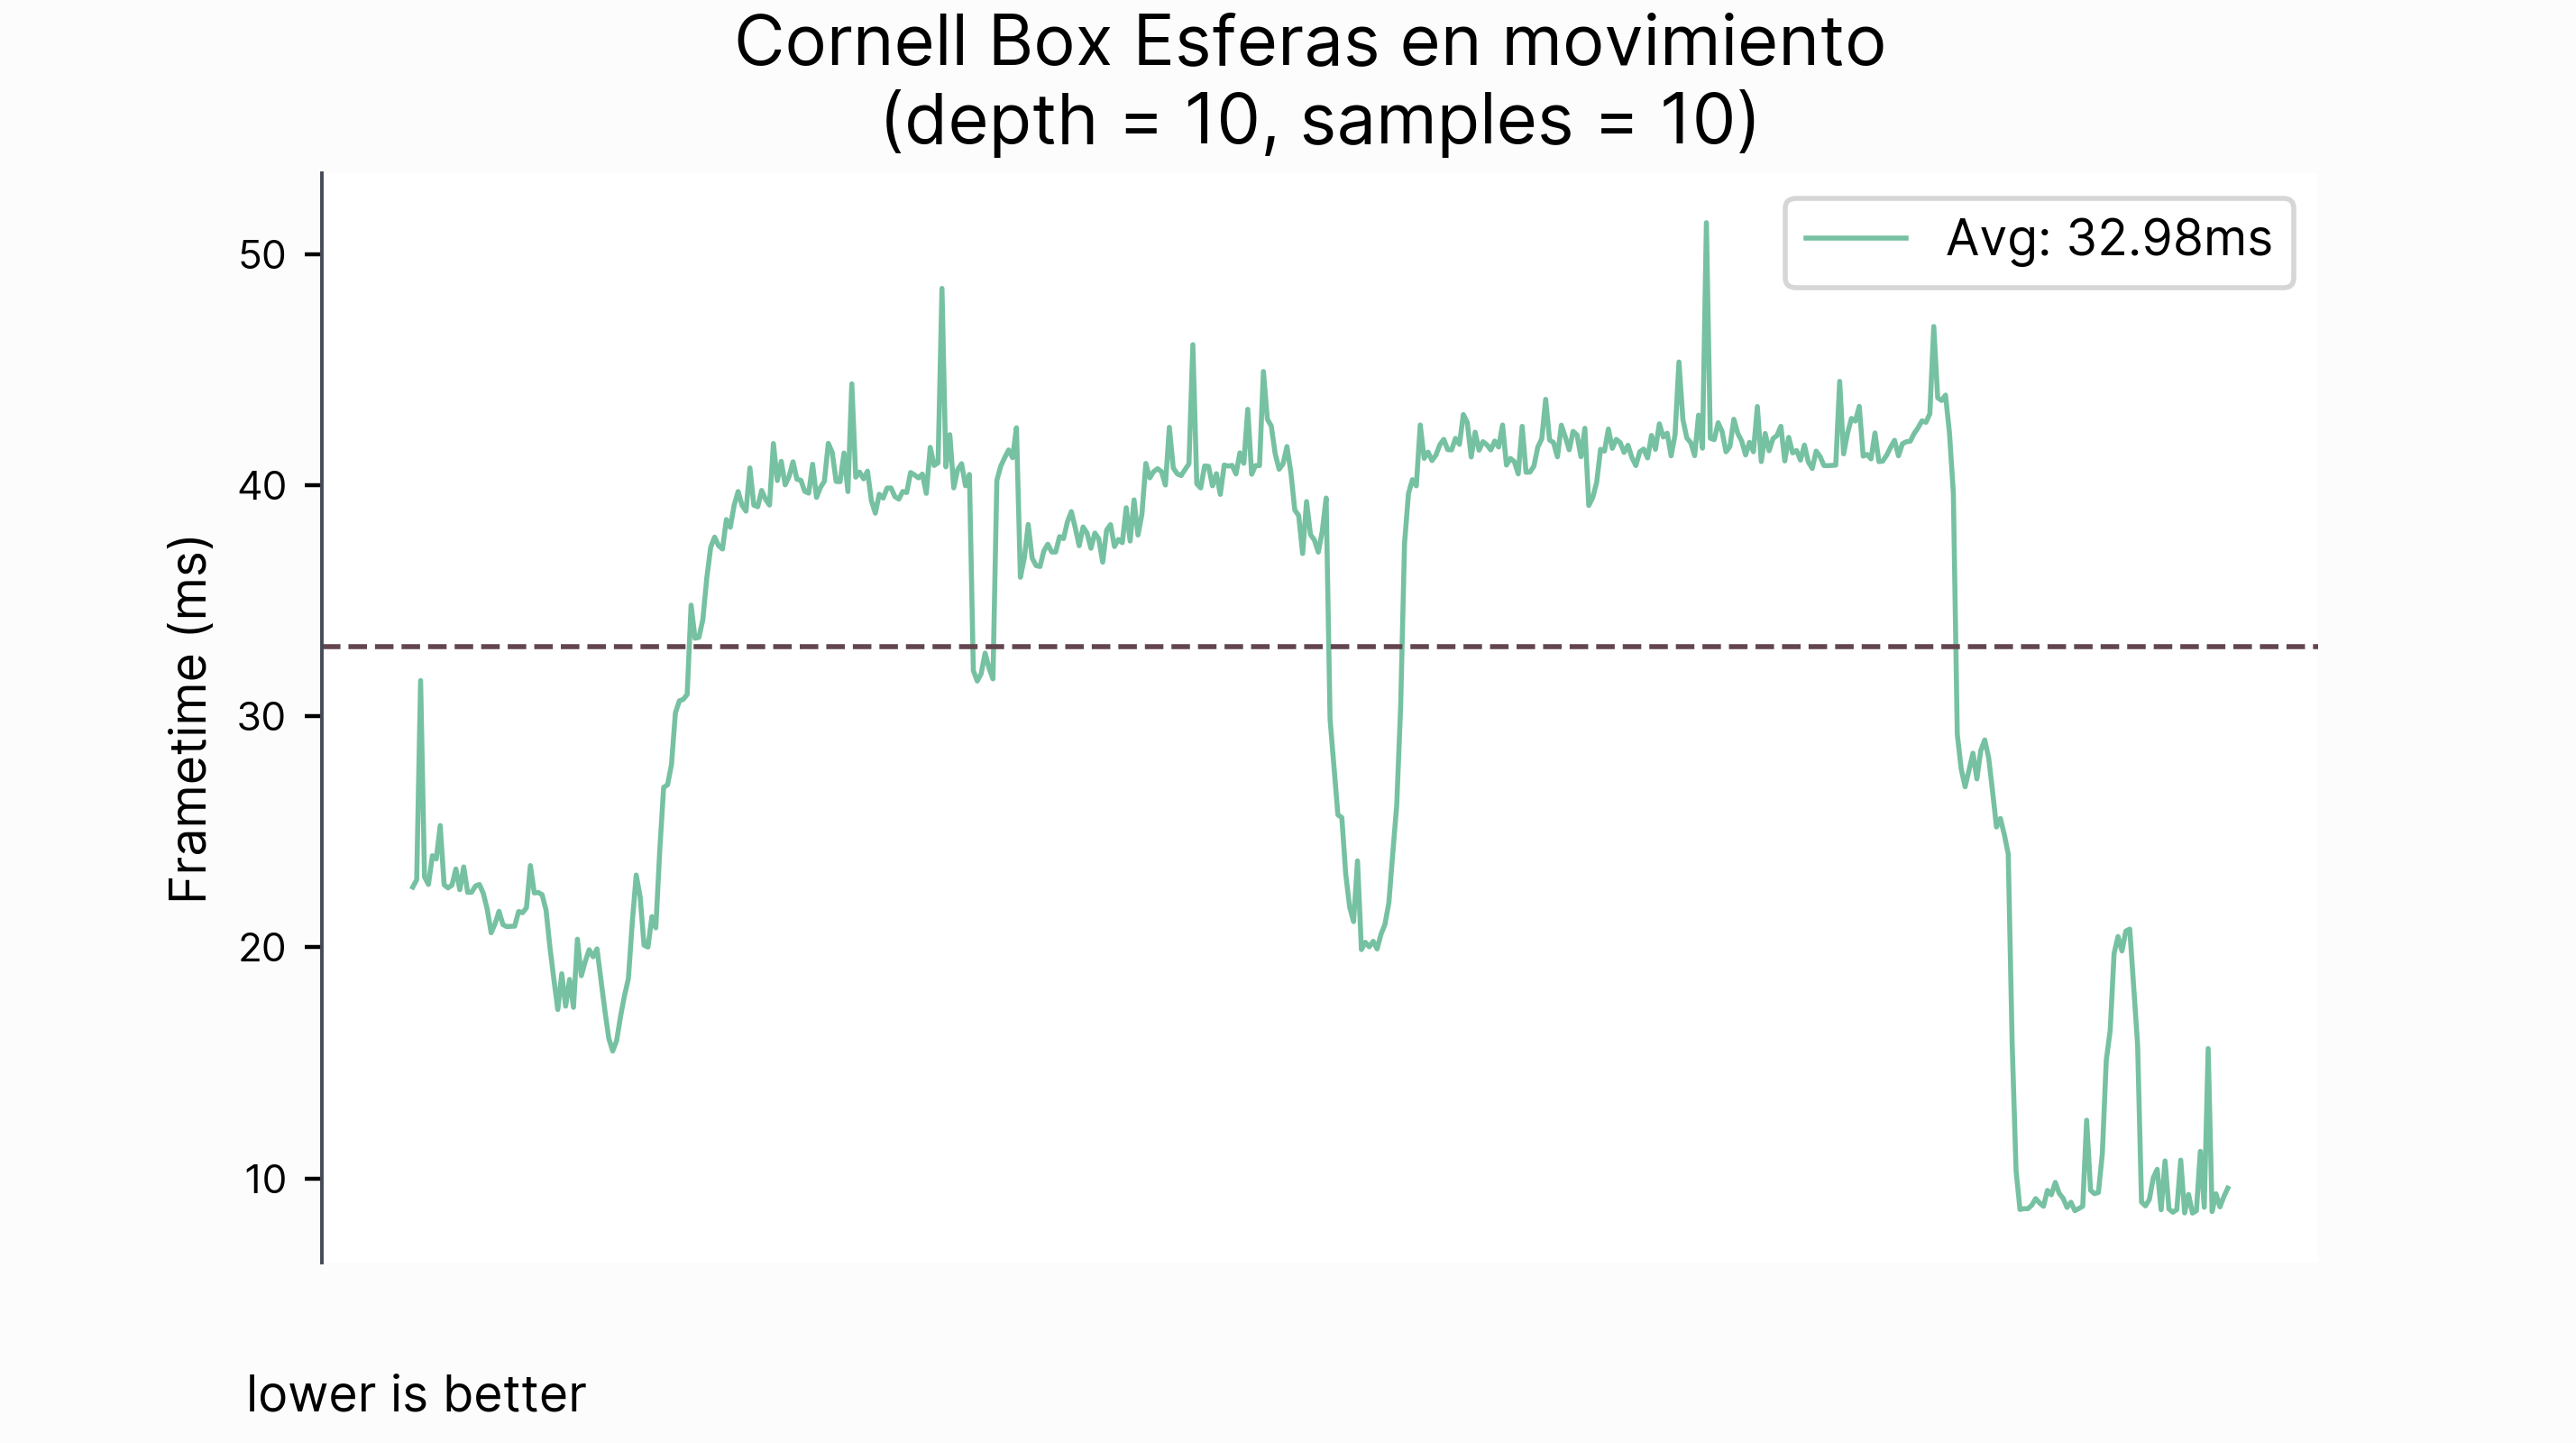 Cornell Box Esferas en movimiento
(depth = 10, samples = 10)
Avg: 32.98ms
50
40
30
20
10
Frametime (ms)
lower is better